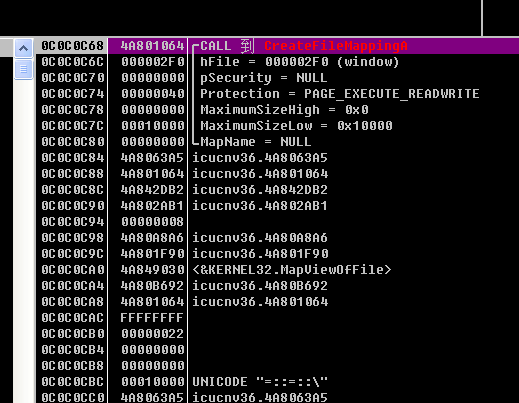 0C0C0C68 4A801064 ┌CALL 到 CreateFileMappingA
0C0C0C6C 000002F0 hFile = 000002F0 (window)
0C0C0C70 00000000 pSecurity = NULL
0C0C0C74 00000040 Protection = PAGE_EXECUTE_READWRITE
0C0C0C78 00000000 MaximumSizeHigh = 0x0
0C0C0C7C 00010000 MaximumSizeLow = 0x10000
0C0C0C80 00000000 └MapName = NULL
0C0C0C84 4A8063A5 icucnv36.4A8063A5
0C0C0C88 4A801064 icucnv36.4A801064
0C0C0C8C 4A842DB2 icucnv36.4A842DB2
0C0C0C90 4A802AB1 icucnv36.4A802AB1
0C0C0C94 00000008
0C0C0C98 4A80A8A6 icucnv36.4A80A8A6
0C0C0C9C 4A801F90 icucnv36.4A801F90
0C0C0CA0 4A849030 <&KERNEL32.MapViewOfFile>
0C0C0CA4 4A80B692 icucnv36.4A80B692
0C0C0CA8 4A801064 icucnv36.4A801064
0C0C0CAC FFFFFFFF
0C0C0CB0 00000022
0C0C0CB4 00000000
0C0C0CB8 00000000
0C0C0CBC 00010000 UNICODE "=::=::\"
0C0C0CC0 4A8063A5 icucnv36.4A8063A5